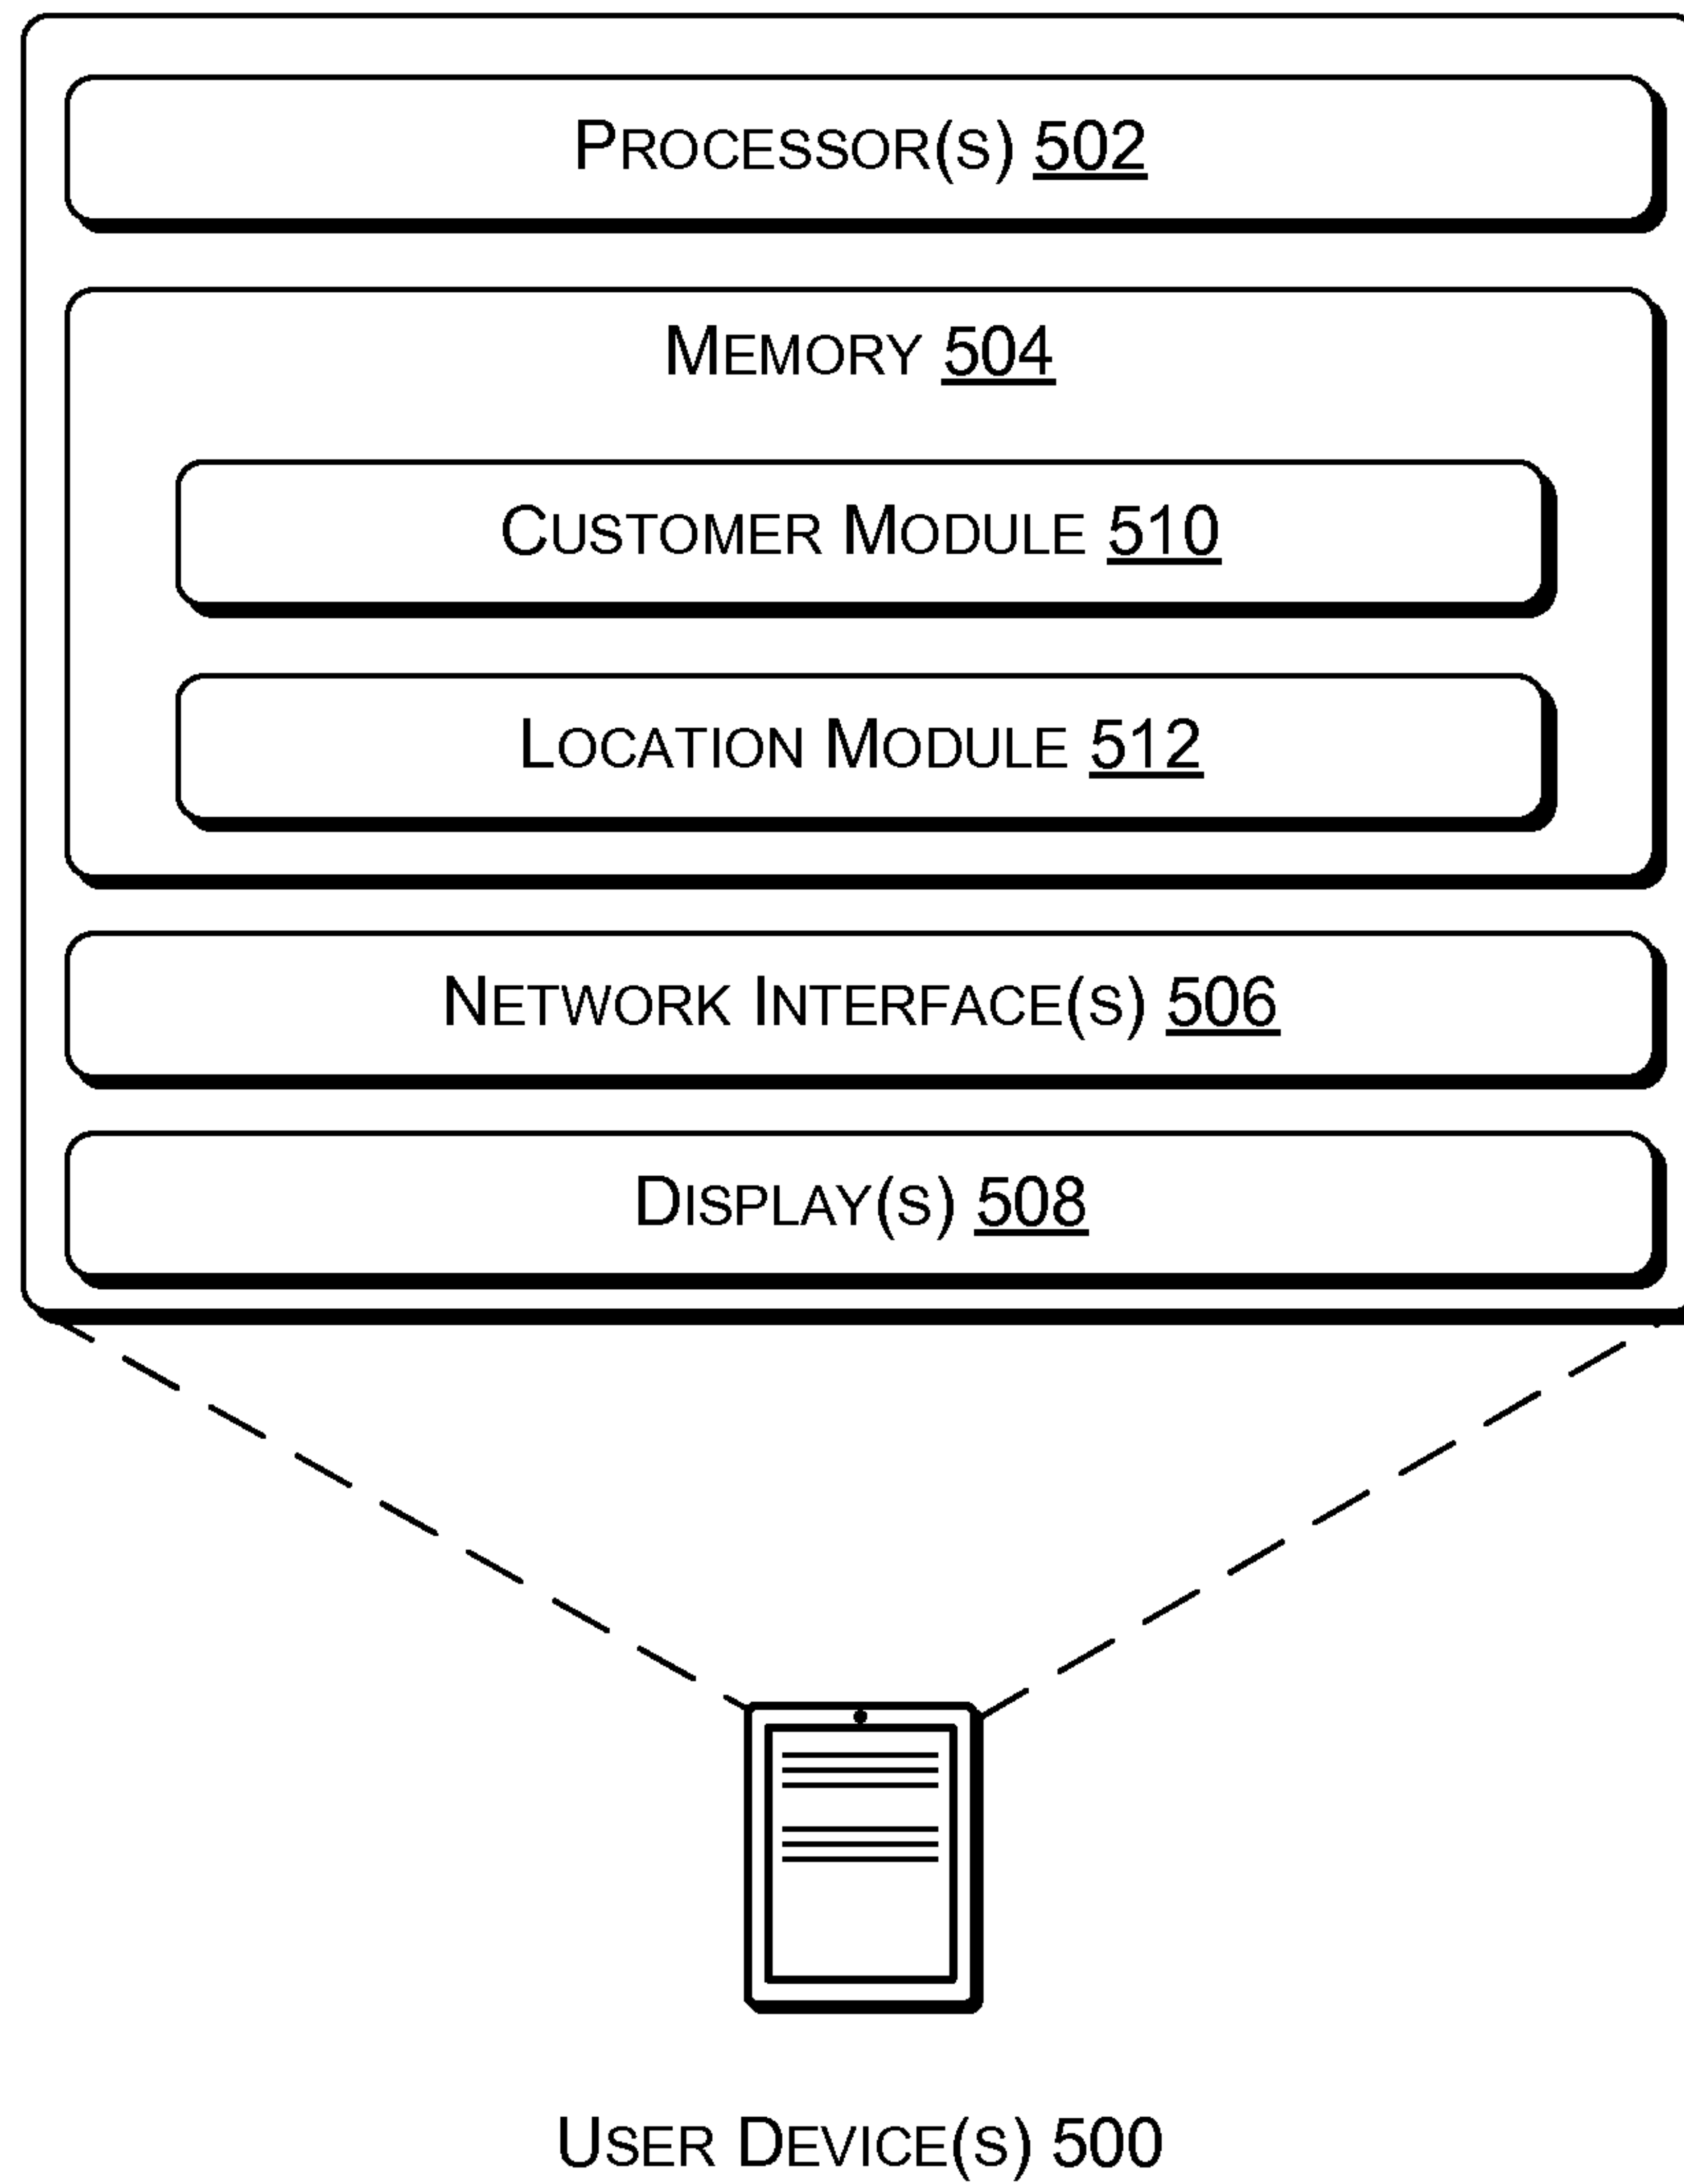 PROCESSOR(S) 502
MEMORY 504
CUSTOMER MODULE 510
LOCATION MODULE 512
NETWORK INTERFACE(S) 506
DISPLAY(S) 508
USER DEVICE(S) 500